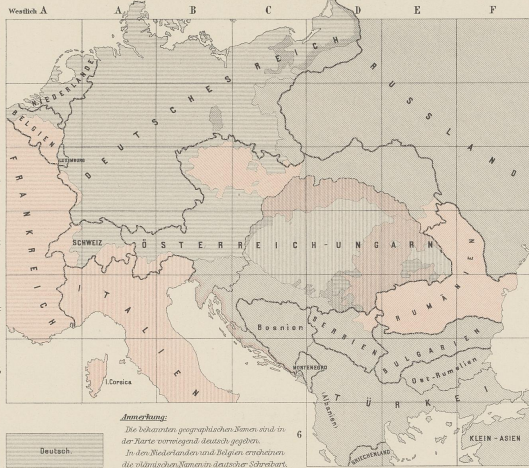 Westlich A A B C D E F
NIEDERLANDE
BELGIEN
LUXEMBURG
DEUTSCHES REICH
RUSSLAND
FRANKREICH
SCHWEIZ
ÖSTERREICH-UNGARN
ITALIEN
I.Corsica
RUMÄNIEN
Bosnien
SERBIEN
BULGARIEN
MONTENEGRO
Ost-Rumelien
(Albanien)
TÜRKEI
GRIECHENLAND
KLEIN-ASIEN
6
Anmerkung:
Die bekannten geographischen Namen sind in
der Karte vorwiegend deutsch gegeben.
In den Niederlanden und Belgien erscheinen
die vlämischen Namen in deutscher Schreibart.
Deutsch.